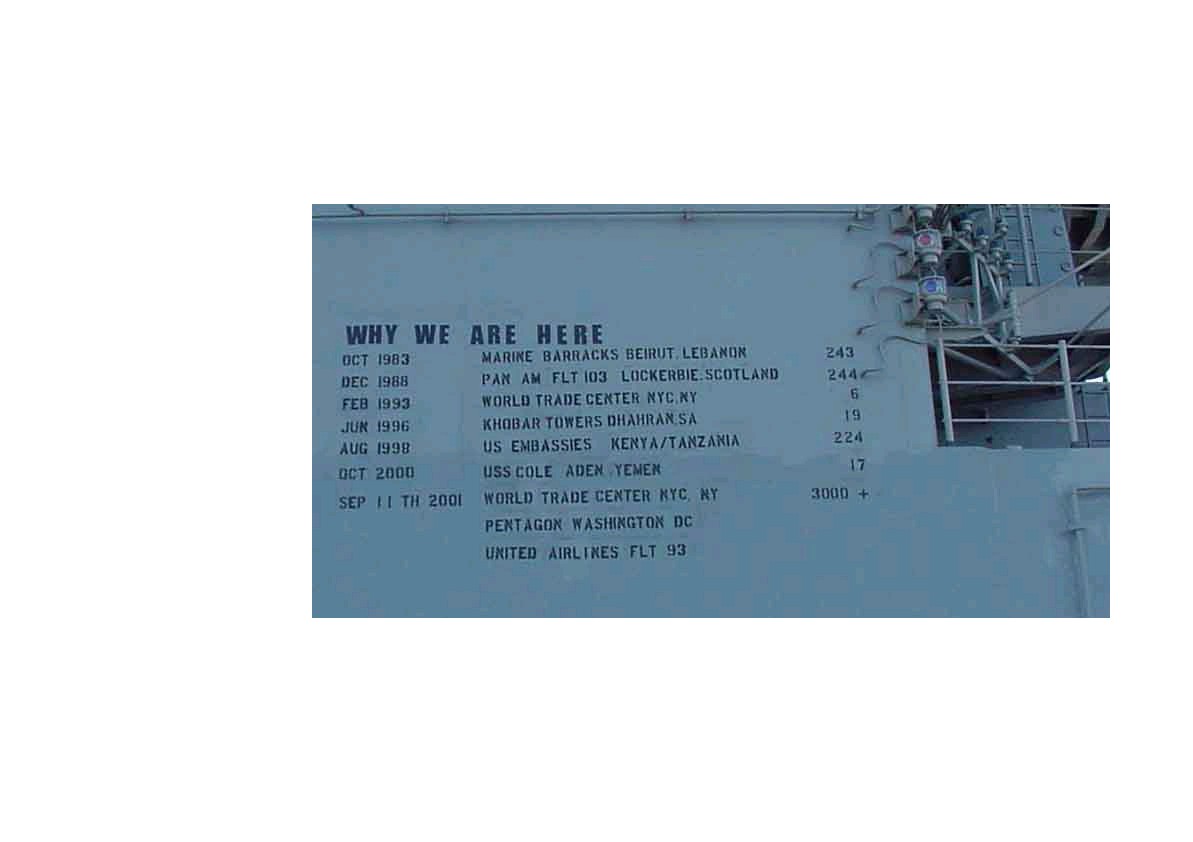 WHY WE ARE HERE
OCT 1983 MARINE BARRACKS BEIRUT, LEBANON 243
DEC 1988 PAN AM FLT 103 LOCKERBIE, SCOTLAND 244
FEB 1993 WORLD TRADE CENTER NYC, NY 6
JUN 1996 KHOBAR TOWERS DHAHRAN, SA 19
AUG 1998 US EMBASSIES KENYA/TANZANIA 224
OCT 2000 USS COLE ADEN, YEMEN 17
SEP 11 TH 2001 WORLD TRADE CENTER NYC, NY 3000 +
PENTAGON WASHINGTON DC
UNITED AIRLINES FLT 93